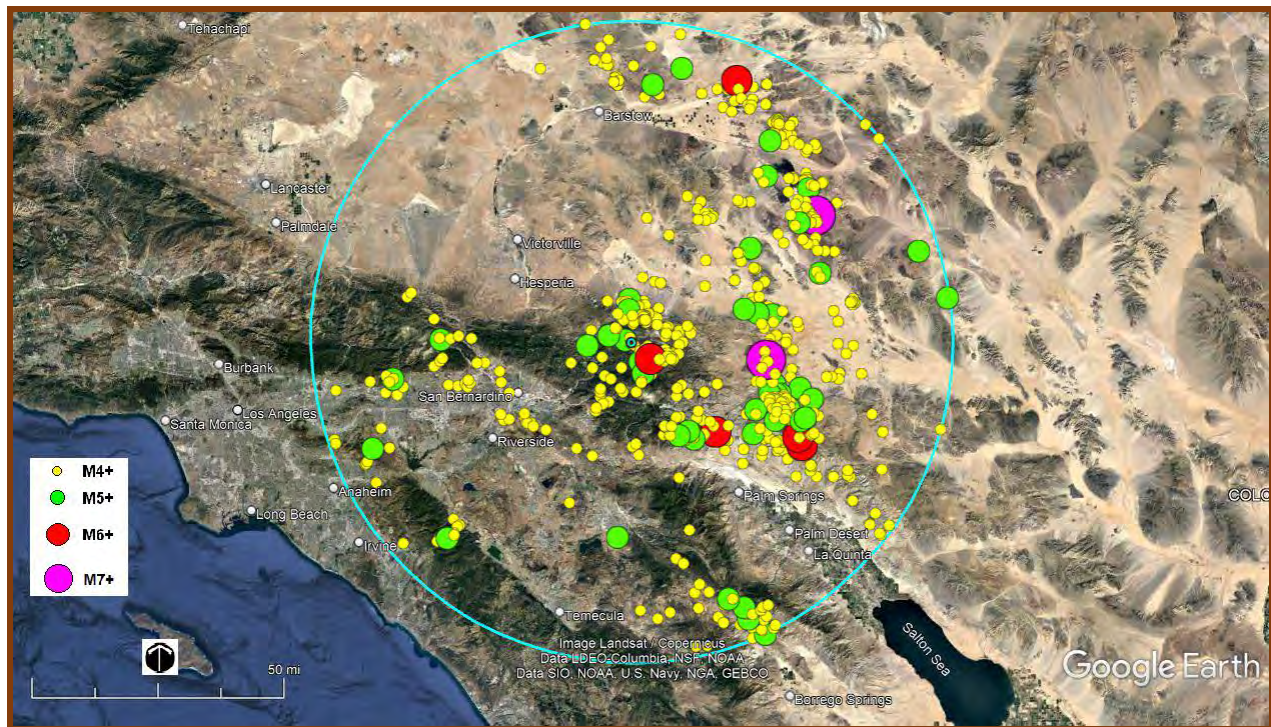 Tehachapi
Barstow
Lancaster
Palmdale
Victorville
Hesperia
Burbank
San Bernardino
Los Angeles
Santa Monica
Riverside
M4+
M5+
M6+
M7+
Anaheim
Palm Springs
COLO
Long Beach
Irvine
Palm Desert
La Quinta
Temecula
Salton Sea
Image Landsat / Copernicus
Data LDEO-Columbia, NSF, NOAA
Data SIO, NOAA, U.S. Navy, NGA, GEBCO
50 mi
Google Earth
Borrego Springs